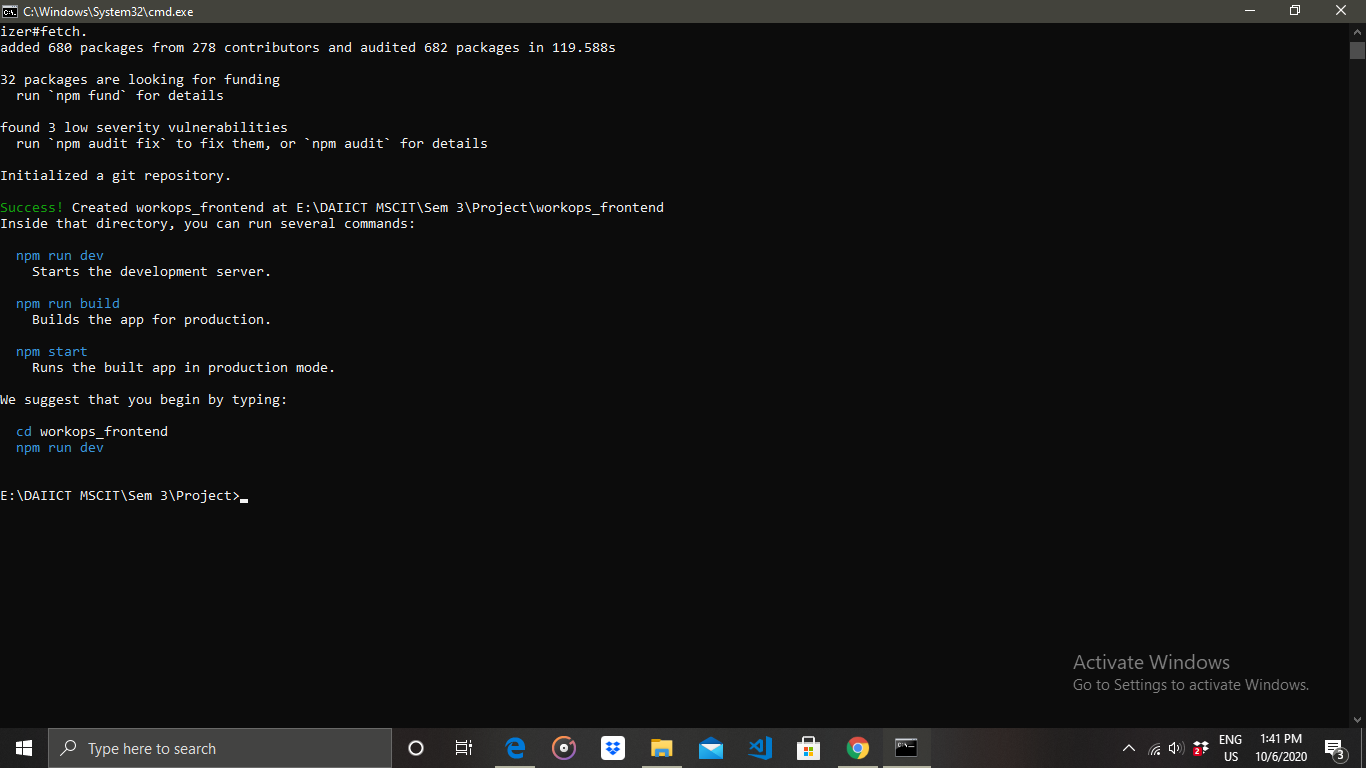 C:\Windows\System32\cmd.exe
izer#fetch.
added 680 packages from 278 contributors and audited 682 packages in 119.588s
32 packages are looking for funding
run `npm fund` for details
found 3 low severity vulnerabilities
run `npm audit fix` to fix them, or `npm audit` for details
Initialized a git repository.
Success! Created workops_frontend at E:\DAIICT MSCIT\Sem 3\Project\workops_frontend
Inside that directory, you can run several commands:
npm run dev
Starts the development server.
npm run build
Builds the app for production.
npm start
Runs the built app in production mode.
We suggest that you begin by typing:
cd workops_frontend
npm run dev
E:\DAIICT MSCIT\Sem 3\Project>
Activate Windows
Go to Settings to activate Windows.
Type here to search
2
ENG
US
1:41 PM
10/6/2020
3